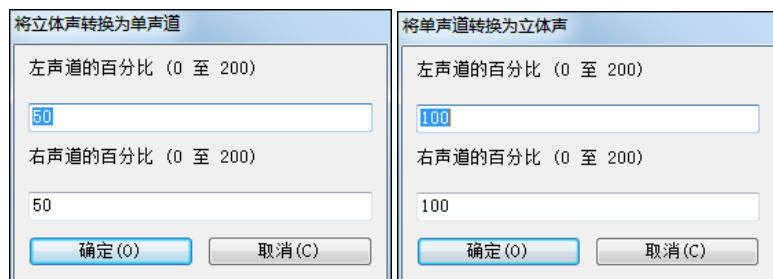 将立体声转换为单声道
左声道的百分比 (0 至 200)
50
右声道的百分比 (0 至 200)
50
确定(O) 取消(C)
将单声道转换为立体声
左声道的百分比 (0 至 200)
100
右声道的百分比 (0 至 200)
100
确定(O) 取消(C)